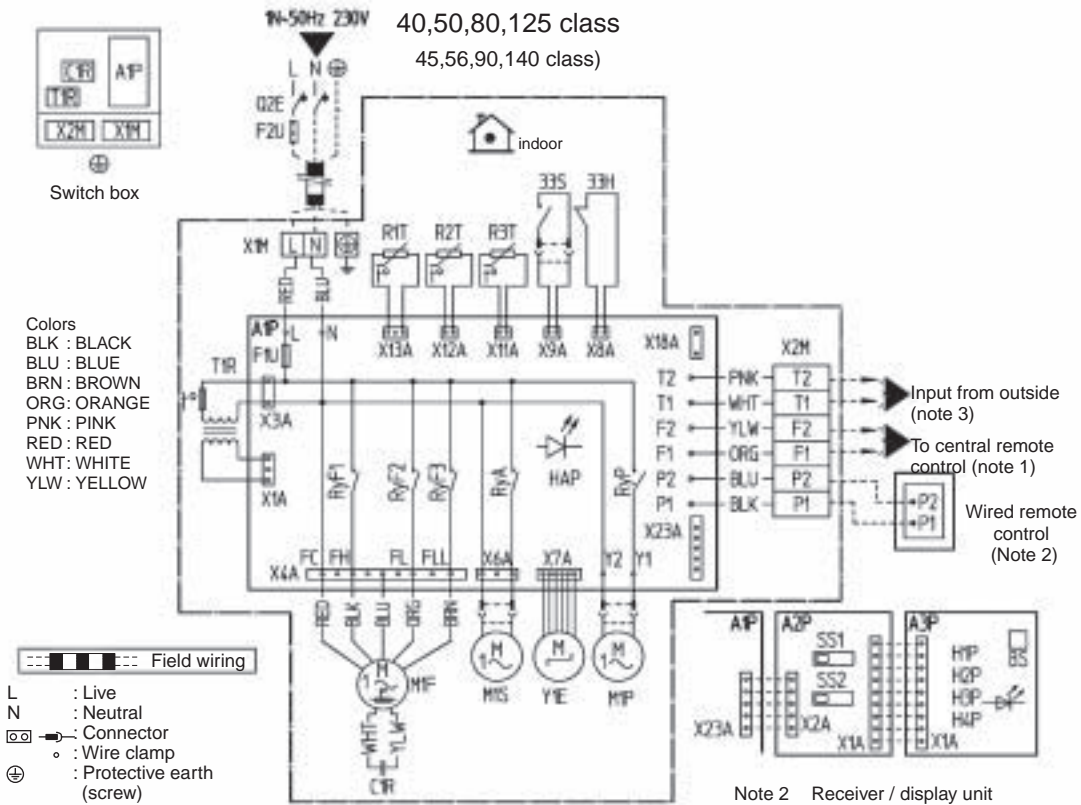 1N~50Hz 230V
40,50,80,125 class
45,56,90,140 class)
C1R
A1P
T1R
X2M
X1M
Switch box
L N
Q2E
F2U
indoor
33S
33H
X1M
L N
R1T
R2T
R3T
RED
BLU
Colors
BLK : BLACK
BLU : BLUE
BRN : BROWN
ORG : ORANGE
PNK : PINK
RED : RED
WHT : WHITE
YLW : YELLOW
A1P
L
N
F1U
T1R
X3A
X1A
X13A
X12A
X11A
X9A
X8A
X18A
X2M
T2
PNK
T2
T1
WHT
T1
F2
YLW
F2
F1
ORG
F1
P2
BLU
P2
P1
BLK
P1
Input from outside
(note 3)
To central remote
control (note 1)
P2
P1
Wired remote
control
(Note 2)
RyF1
RyF2
RyF3
RyA
HAP
RyP
X23A
X4A
FC
FH
FL
FLL
X6A
X7A
Y2
Y1
RED
BLK
BLU
ORG
BRN
M
1~
M1F
M
1~
M1S
M
Y1E
M
1~
M1P
WHT
YLW
C1R
Field wiring
L : Live
N : Neutral
: Connector
: Wire clamp
: Protective earth
(screw)
A1P
X23A
A2P
SS1
SS2
X2A
X1A
A3P
BS
H1P
H2P
H3P
H4P
X1A
Note 2 Receiver / display unit